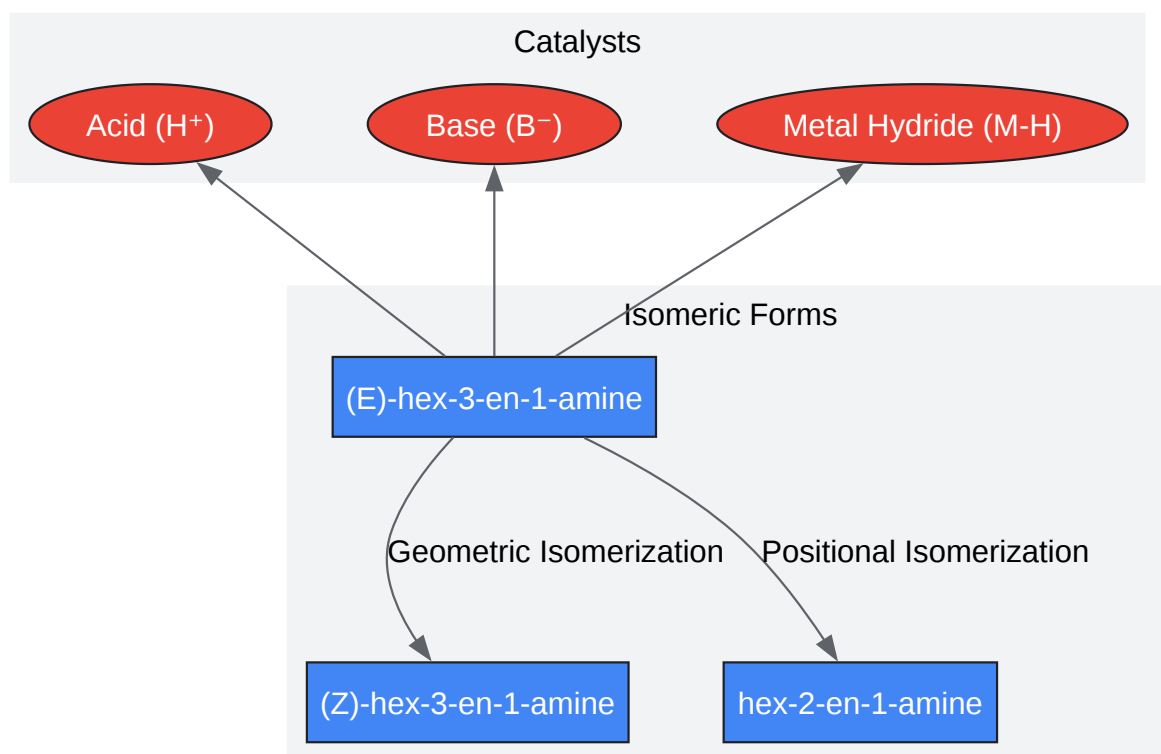 Catalysts
Acid (H⁺)
Base (B⁻)
Metal Hydride (M-H)
Isomeric Forms
(E)-hex-3-en-1-amine
Geometric Isomerization
Positional Isomerization
(Z)-hex-3-en-1-amine
hex-2-en-1-amine